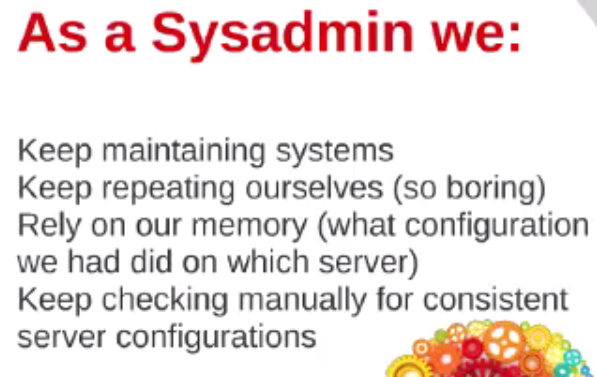 As a Sysadmin we:
Keep maintaining systems
Keep repeating ourselves (so boring)
Rely on our memory (what configuration
we had did on which server)
Keep checking manually for consistent
server configurations